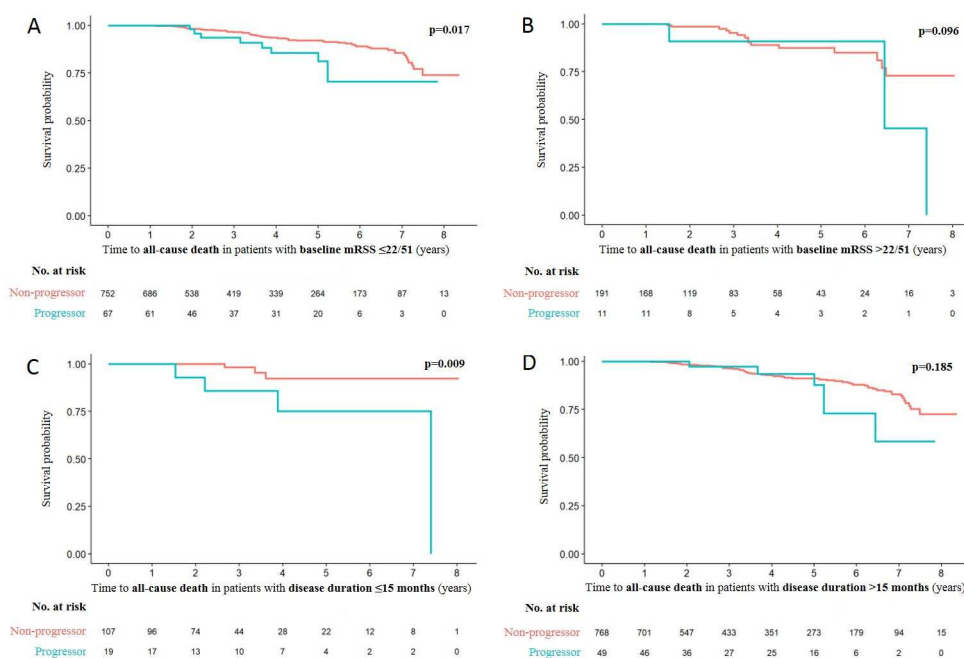 A
p=0.017
Survival probability
1.00
0.75
0.50
0.25
0.00
0 1 2 3 4 5 6 7 8
Time to all-cause death in patients with baseline mRSS ≤22/51 (years)
No. at risk
Non-progressor 752 686 538 419 339 264 173 87 13
Progressor 67 61 46 37 31 20 6 3 0
B
p=0.096
Survival probability
1.00
0.75
0.50
0.25
0.00
0 1 2 3 4 5 6 7 8
Time to all-cause death in patients with baseline mRSS >22/51 (years)
No. at risk
Non-progressor 191 168 119 83 58 43 24 16 3
Progressor 11 11 8 5 4 3 2 1 0
C
p=0.009
Survival probability
1.00
0.75
0.50
0.25
0.00
0 1 2 3 4 5 6 7 8
Time to all-cause death in patients with disease duration ≤15 months (years)
No. at risk
Non-progressor 107 96 74 44 28 22 12 8 1
Progressor 19 17 13 10 7 4 2 2 0
D
p=0.185
Survival probability
1.00
0.75
0.50
0.25
0.00
0 1 2 3 4 5 6 7 8
Time to all-cause death in patients with disease duration >15 months (years)
No. at risk
Non-progressor 768 701 547 433 351 273 179 94 15
Progressor 49 46 36 27 25 16 6 2 0